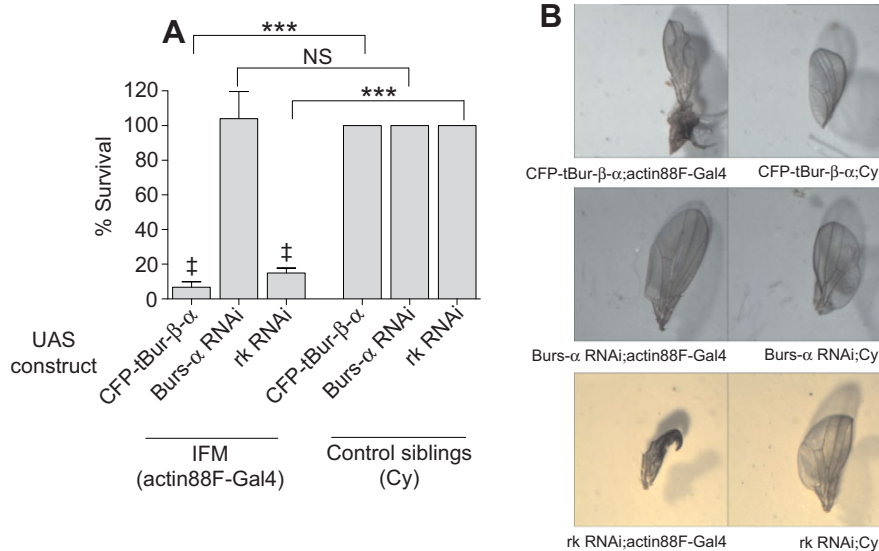 A
***
NS
***
120
100
80
60
40
20
0
% Survival
‡
‡
UAS
construct
CFP-tBur-β-α
Burs-α RNAi
rk RNAi
CFP-tBur-β-α
Burs-α RNAi
rk RNAi
IFM
(actin88F-Gal4)
Control siblings
(Cy)
B
CFP-tBur-β-α;actin88F-Gal4
CFP-tBur-β-α;Cy
Burs-α RNAi;actin88F-Gal4
Burs-α RNAi;Cy
rk RNAi;actin88F-Gal4
rk RNAi;Cy